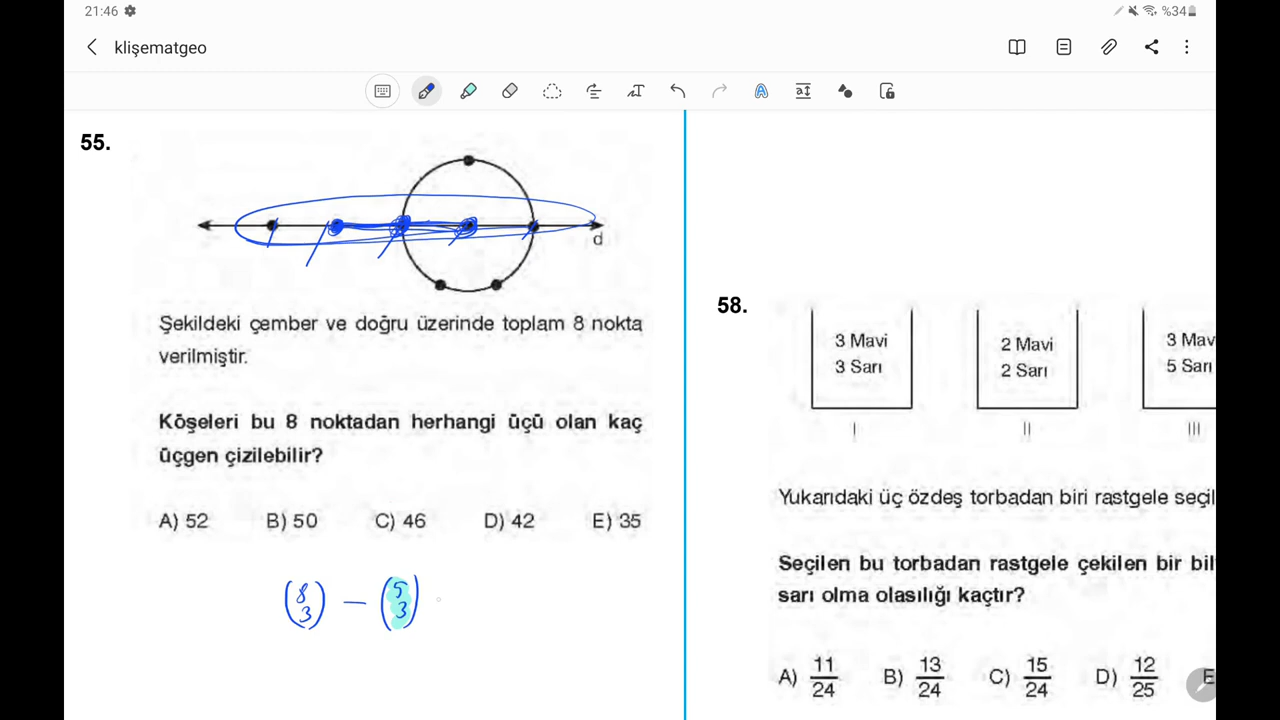 21:46
%34
klişematgeo
55.
d
Şekildeki çember ve doğru üzerinde toplam 8 nokta
verilmiştir.
Köşeleri bu 8 noktadan herhangi üçü olan kaç
üçgen çizilebilir?
A) 52 B) 50 C) 46 D) 42 E) 35
(8 3) − (5 3)
58.
3 Mavi
3 Sarı
I
2 Mavi
2 Sarı
II
3 Mav
5 Sarı
III
Yukarıdaki üç özdeş torbadan biri rastgele seçil
Seçilen bu torbadan rastgele çekilen bir bil
sarı olma olasılığı kaçtır?
A) 11/24 B) 13/24 C) 15/24 D) 12/25 E